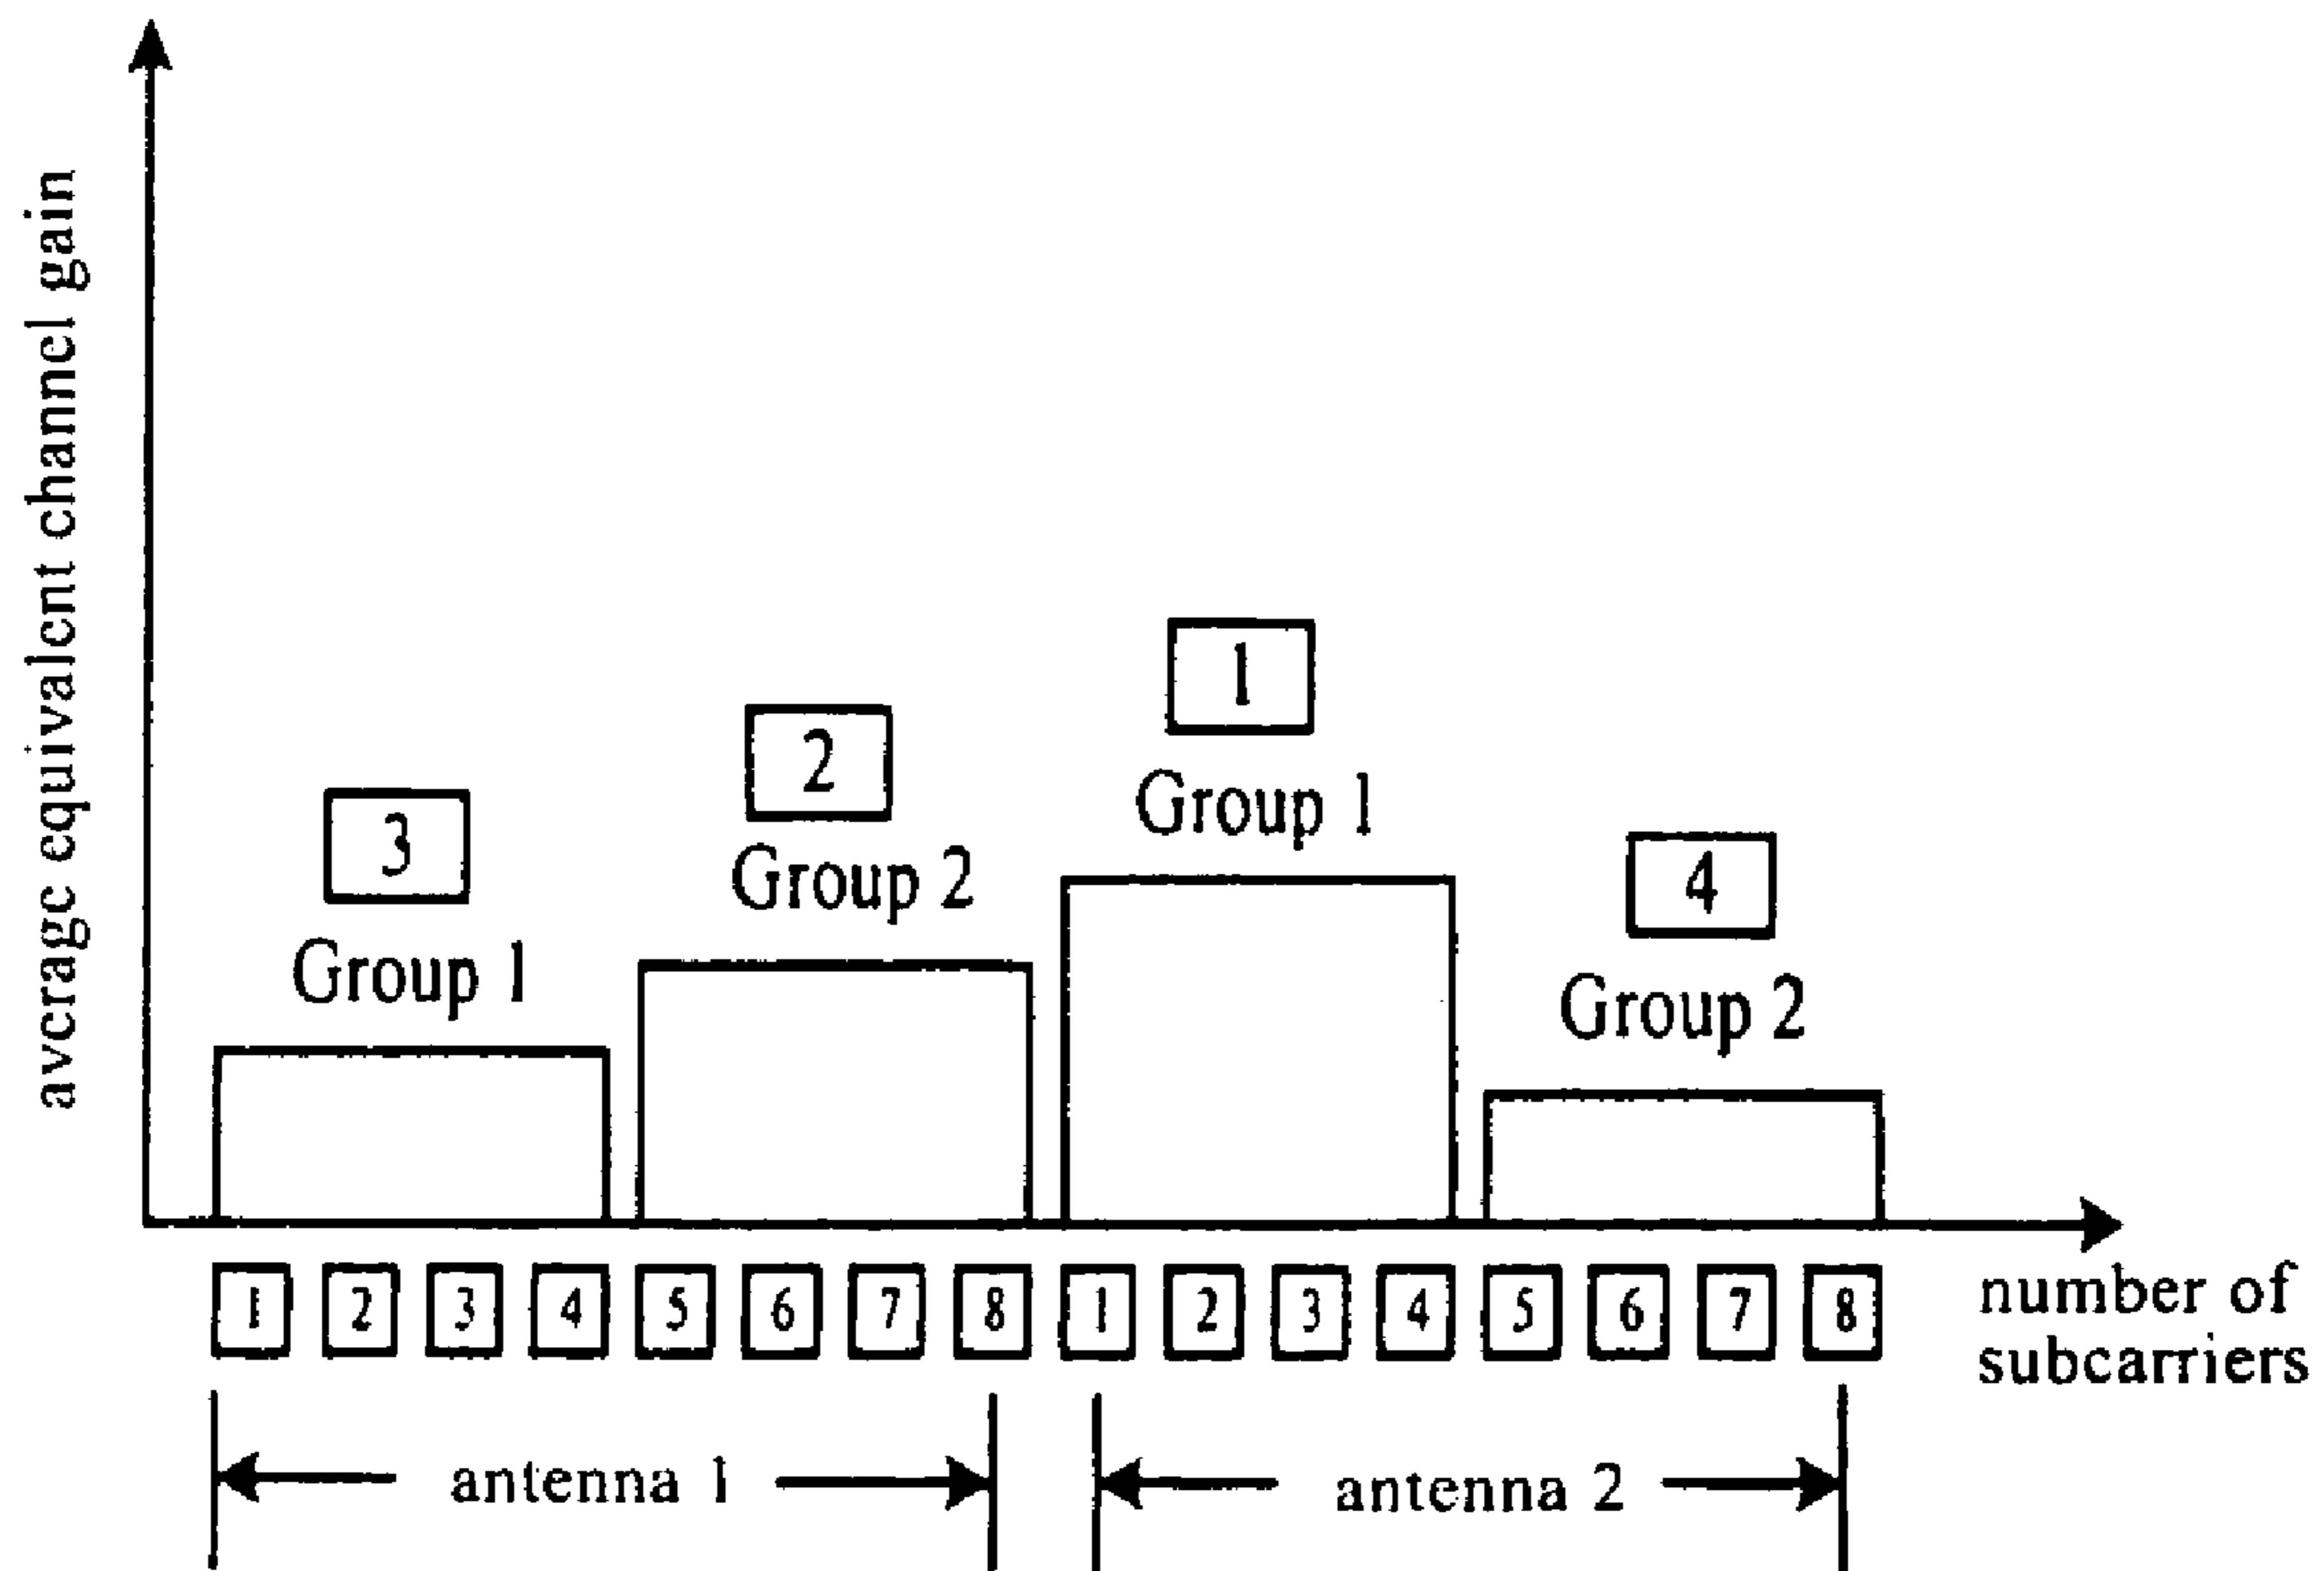 average equivalent channel gain
1
2
3
4
Group 1
Group 2
Group 1
Group 2
1 2 3 4 5 6 7 8 1 2 3 4 5 6 7 8
number of
subcarriers
antenna 1
antenna 2